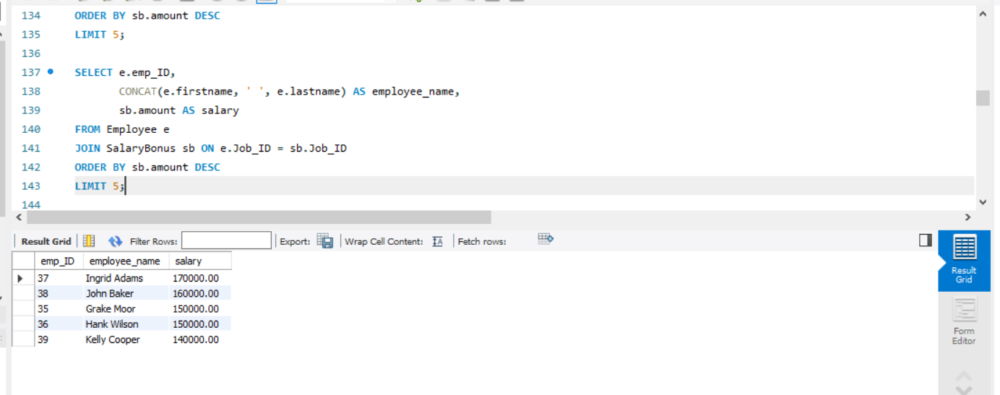 134 ORDER BY sb.amount DESC
135 LIMIT 5;
136
137 SELECT e.emp_ID,
138 CONCAT(e.firstname, ' ', e.lastname) AS employee_name,
139 sb.amount AS salary
140 FROM Employee e
141 JOIN SalaryBonus sb ON e.Job_ID = sb.Job_ID
142 ORDER BY sb.amount DESC
143 LIMIT 5;
144
Result Grid Filter Rows: Export: Wrap Cell Content: Fetch rows:
emp_ID employee_name salary
37 Ingrid Adams 170000.00
38 John Baker 160000.00
35 Grake Moor 150000.00
36 Hank Wilson 150000.00
39 Kelly Cooper 140000.00
Result
Grid
Form
Editor